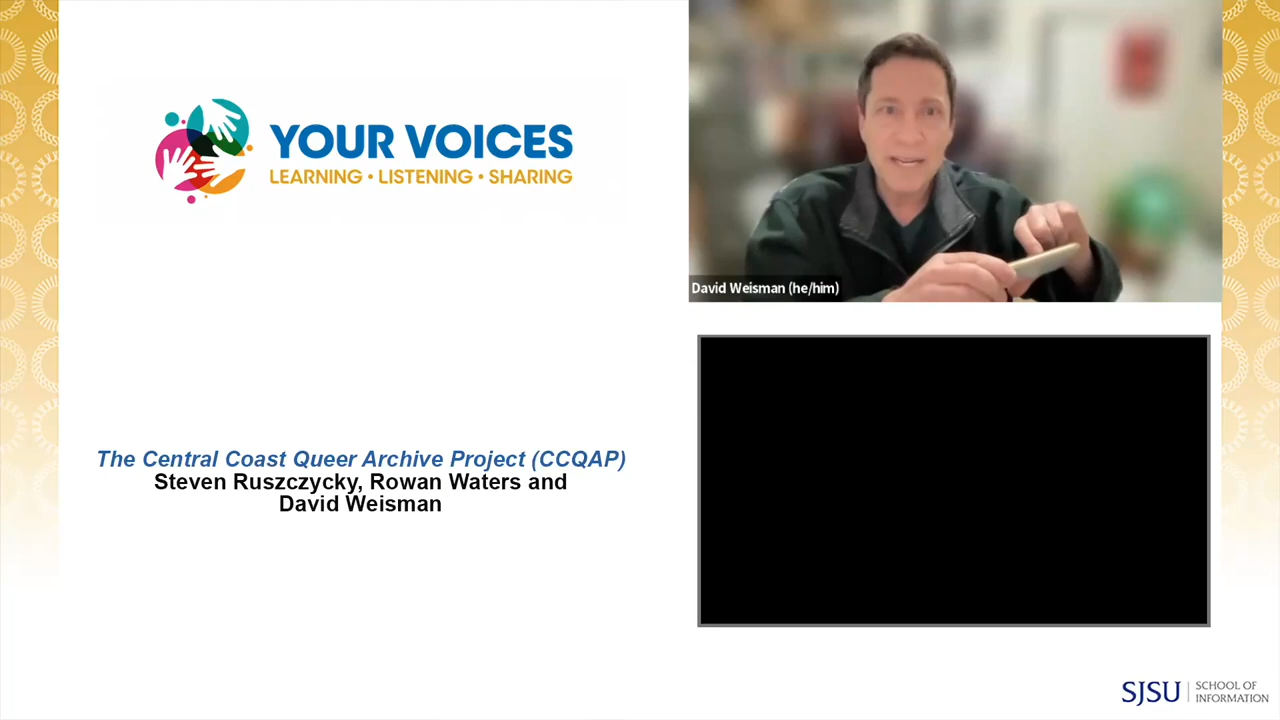 YOUR VOICES
LEARNING • LISTENING • SHARING
David Weisman (he/him)
The Central Coast Queer Archive Project (CCQAP)
Steven Ruszczycky, Rowan Waters and
David Weisman
SJSU
SCHOOL OF
INFORMATION